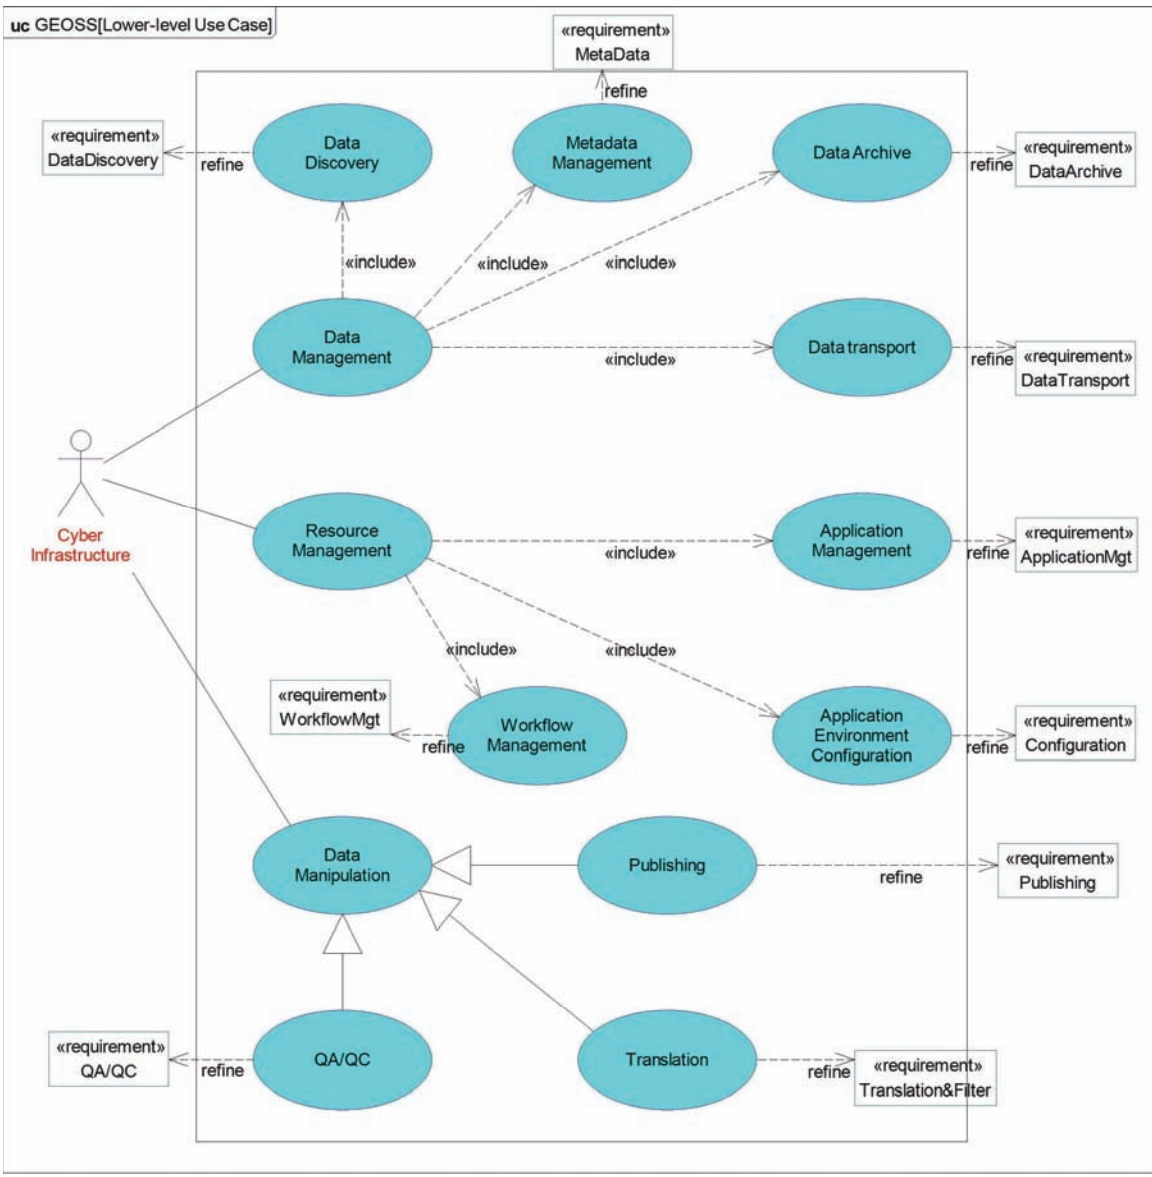 uc GEOSS[Lower-level Use Case]
«requirement»
MetaData
refine
«requirement»
DataDiscovery
refine
Data
Discovery
Metadata
Management
Data Archive
refine
«requirement»
DataArchive
«include»
«include»
«include»
Data
Management
«include»
Data transport
refine
«requirement»
DataTransport
Cyber
Infrastructure
Resource
Management
«include»
Application
Management
refine
«requirement»
ApplicationMgt
«include»
«include»
«requirement»
WorkflowMgt
refine
Workflow
Management
Application
Environment
Configuration
refine
«requirement»
Configuration
Data
Manipulation
Publishing
refine
«requirement»
Publishing
«requirement»
QA/QC
refine
QA/QC
Translation
refine
«requirement»
Translation&Filter